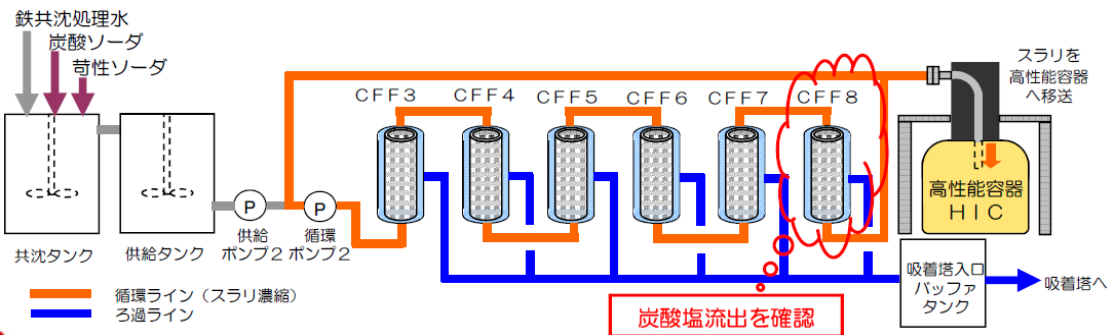 鉄共沈処理水
炭酸ソーダ
苛性ソーダ
共沈タンク
供給タンク
P
供給
ポンプ2
P
循環
ポンプ2
CFF3
CFF4
CFF5
CFF6
CFF7
CFF8
スラリを
高性能容器
へ移送
高性能容器
HIC
吸着塔入口
バッファ
タンク
吸着塔へ
循環ライン（スラリ濃縮）
ろ過ライン
炭酸塩流出を確認